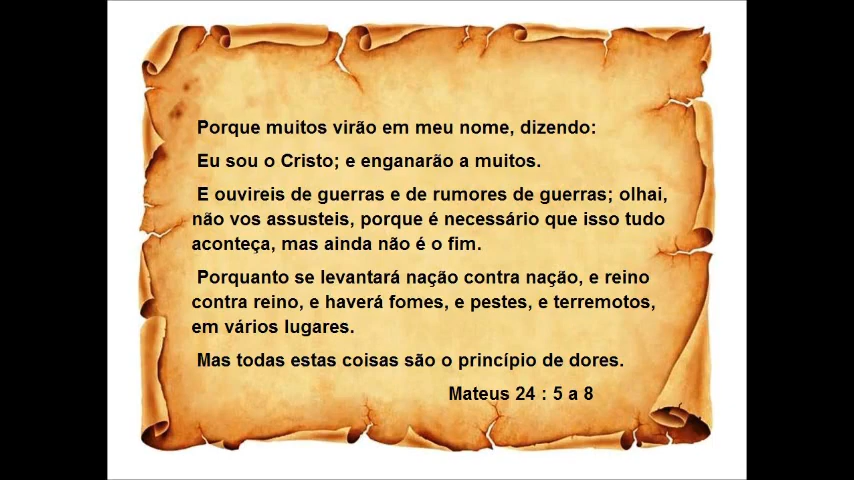 Porque muitos virão em meu nome, dizendo:
Eu sou o Cristo; e enganarão a muitos.
E ouvireis de guerras e de rumores de guerras; olhai,
não vos assusteis, porque é necessário que isso tudo
aconteça, mas ainda não é o fim.
Porquanto se levantará nação contra nação, e reino
contra reino, e haverá fomes, e pestes, e terremotos,
em vários lugares.
Mas todas estas coisas são o princípio de dores.
Mateus 24 : 5 a 8